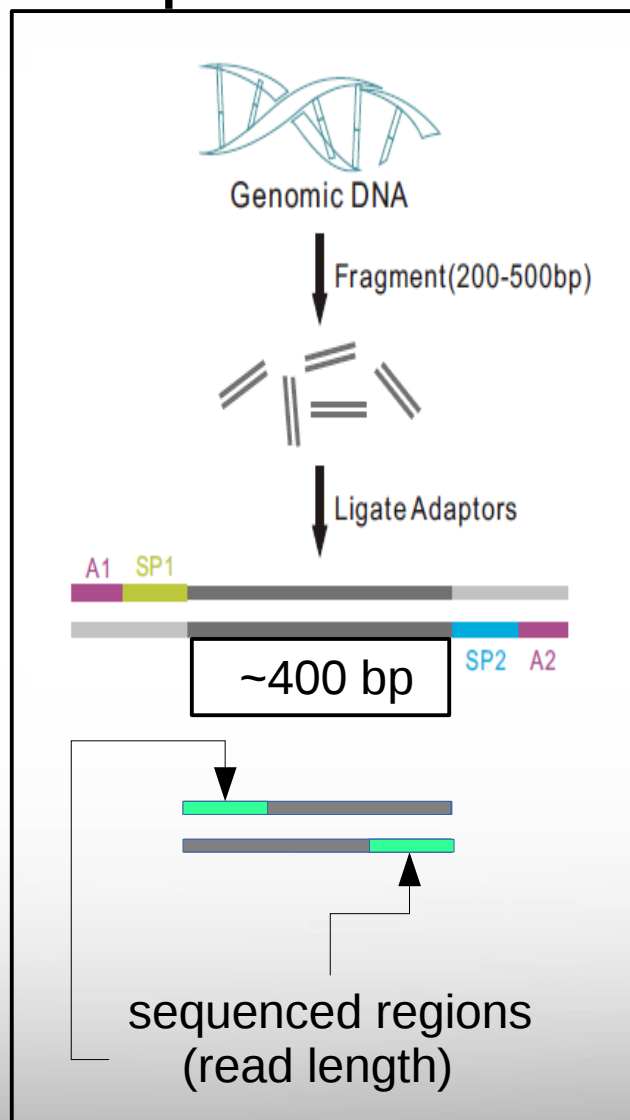 Genomic DNA
Fragment(200-500bp)
Ligate Adaptors
A1 SP1
SP2 A2
~400 bp
sequenced regions
(read length)